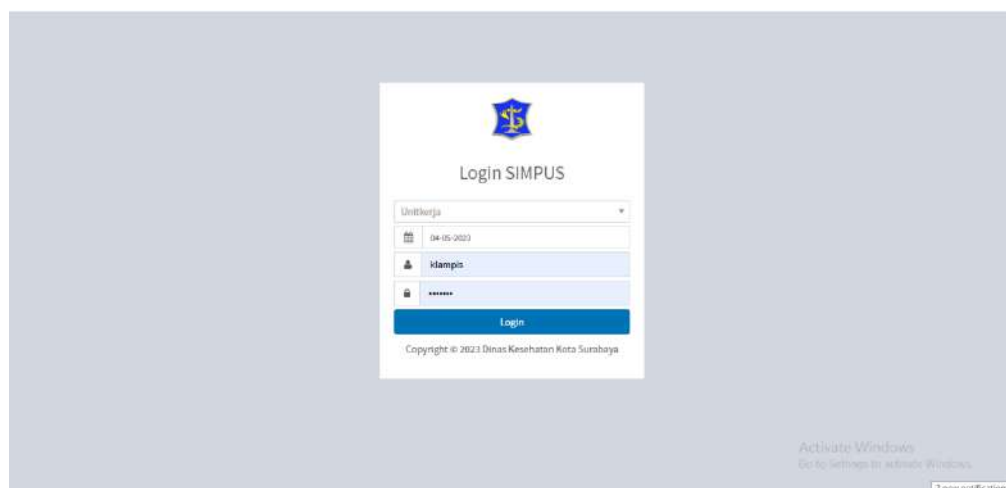 Login SIMPUS
Unitkerja
04-05-2023
klampis
•••••••
Login
Copyright © 2023 Dinas Kesehatan Kota Surabaya
Activate Windows
Go to Settings to activate Windows.